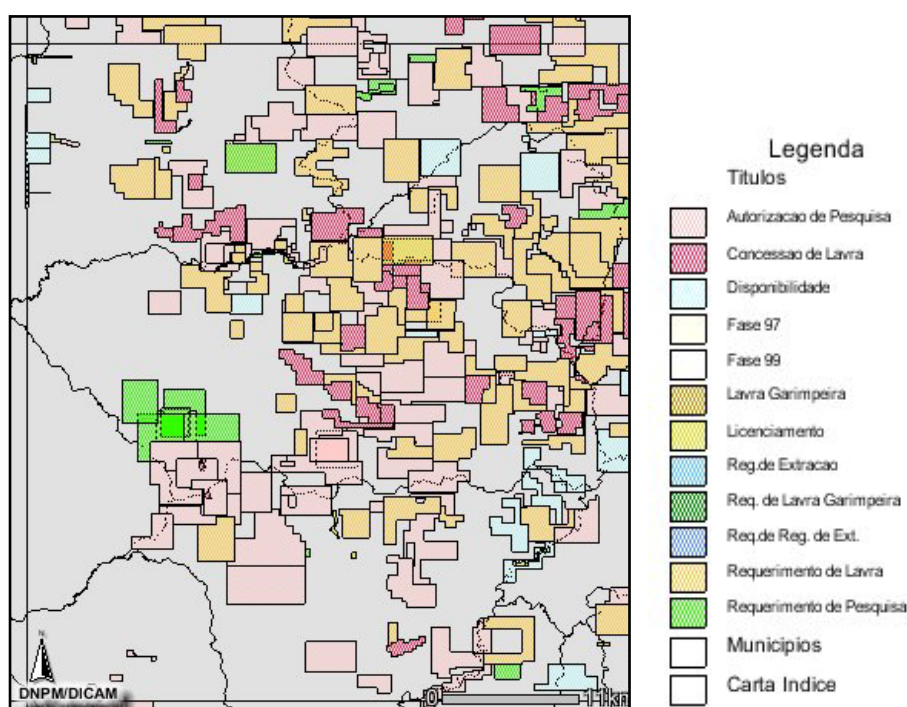 Legenda
Titulos
Autorizacao de Pesquisa
Concessao de Lavra
Disponibilidade
Fase 97
Fase 99
Lavra Garimpeira
Licenciamento
Reg.de Extracao
Req. de Lavra Garimpeira
Req.de Reg. de Ext.
Requerimento de Lavra
Requerimento de Pesquisa
Municipios
Carta Indice
N
DNPM/DICAM
0